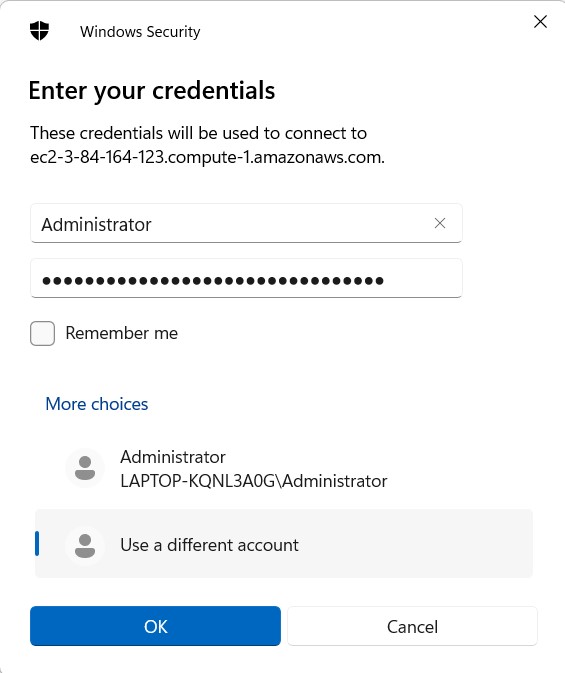 Windows Security
Enter your credentials
These credentials will be used to connect to
ec2-3-84-164-123.compute-1.amazonaws.com.
Administrator
••••••••••••••••••••••••••••••••
Remember me
More choices
Administrator
LAPTOP-KQNL3A0G\Administrator
Use a different account
OK
Cancel